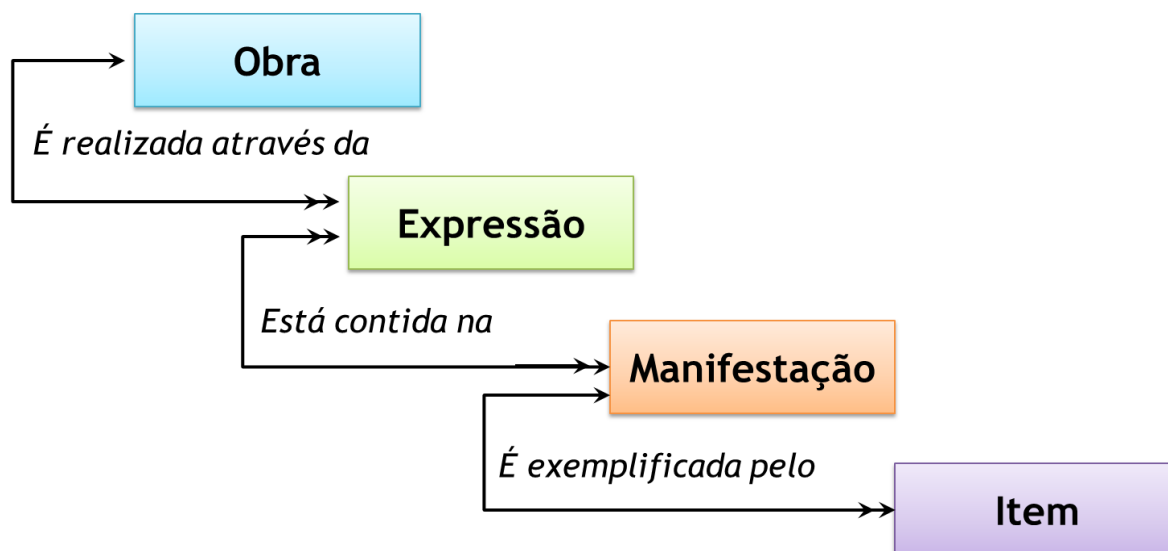 Obra
É realizada através da
Expressão
Está contida na
Manifestação
É exemplificada pelo
Item